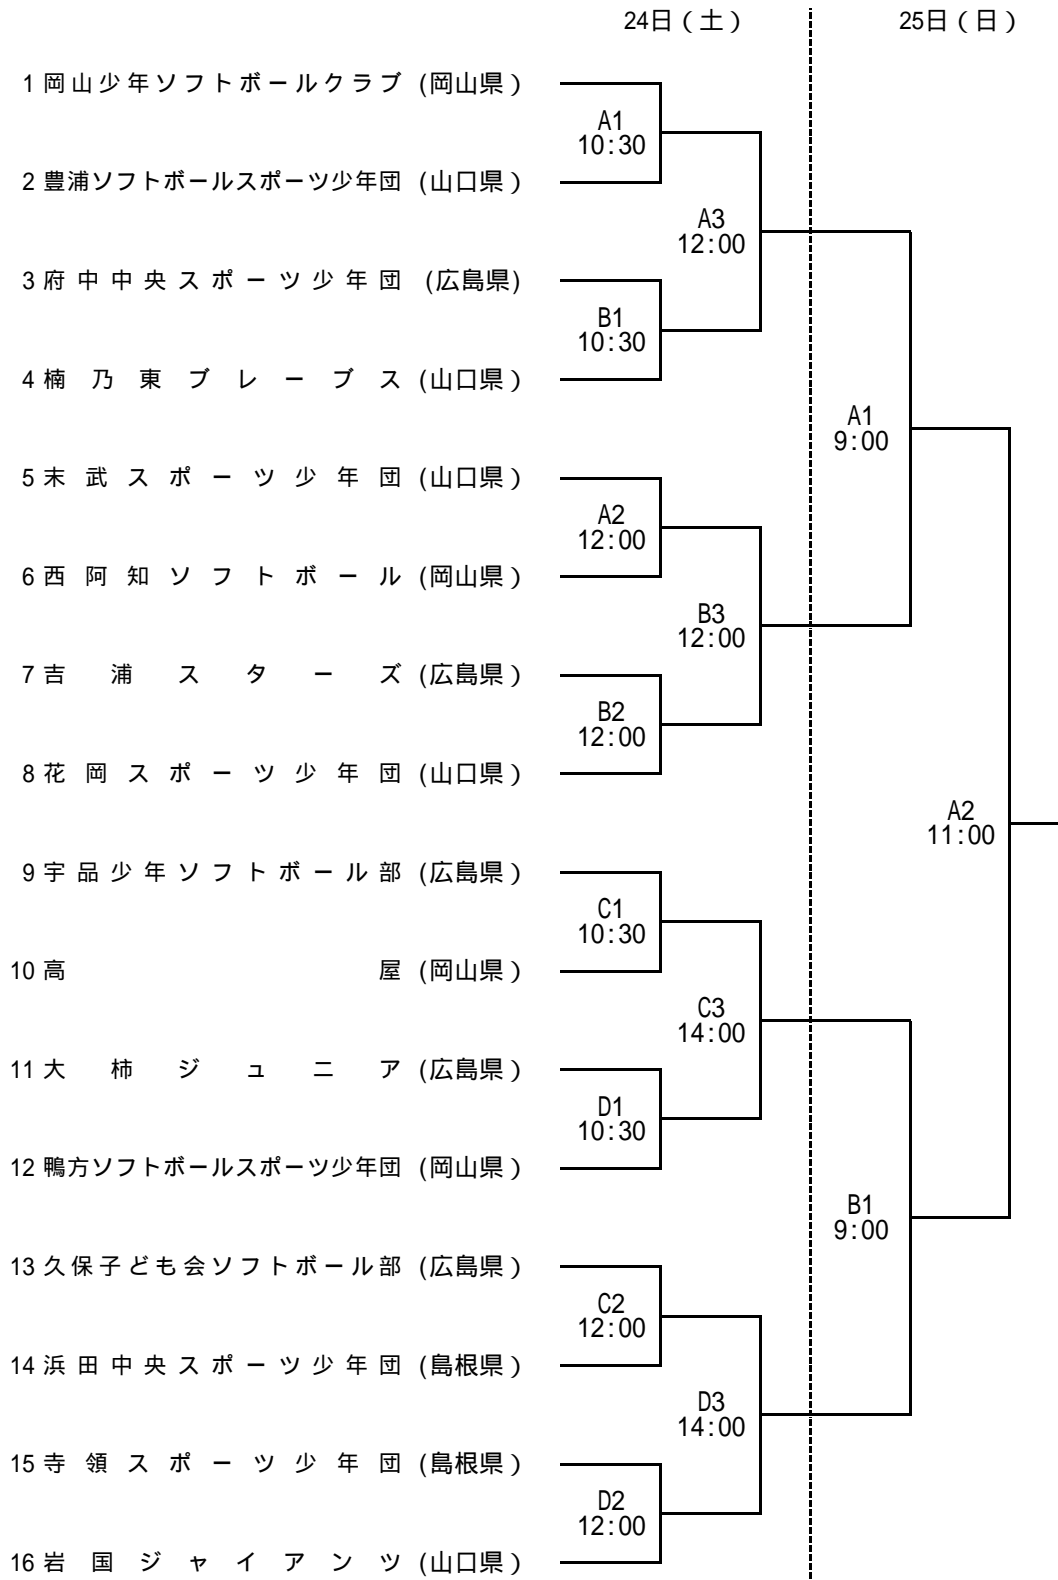 24日（土） 25日（日）
1 岡山少年ソフトボールクラブ (岡山県）
A1
10:30
2 豊浦ソフトボールスポーツ少年団 (山口県）
A3
12:00
3 府中中央スポーツ少年団 (広島県)
B1
10:30
4 楠乃東ブレーブス (山口県）
A1
9:00
5 末武スポーツ少年団 (山口県）
A2
12:00
6 西阿知ソフトボール (岡山県）
B3
12:00
7 吉浦スターズ (広島県）
B2
12:00
8 花岡スポーツ少年団 (山口県）
A2
11:00
9 宇品少年ソフトボール部 (広島県）
C1
10:30
10 高屋 (岡山県）
C3
14:00
11 大柿ジュニア (広島県）
D1
10:30
12 鴨方ソフトボールスポーツ少年団 (岡山県）
B1
9:00
13 久保子ども会ソフトボール部 (広島県）
C2
12:00
14 浜田中央スポーツ少年団 (島根県）
D3
14:00
15 寺領スポーツ少年団 (島根県）
D2
12:00
16 岩国ジャイアンツ (山口県）